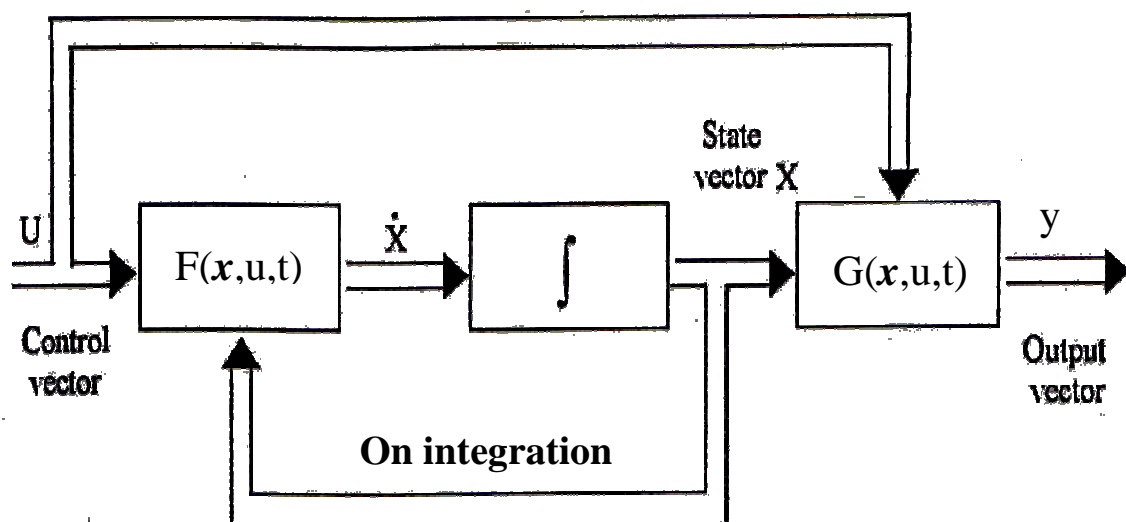 State
vector X
U
F(x,u,t)
Ẋ
∫
G(x,u,t)
y
Control
vector
Output
vector
On integration